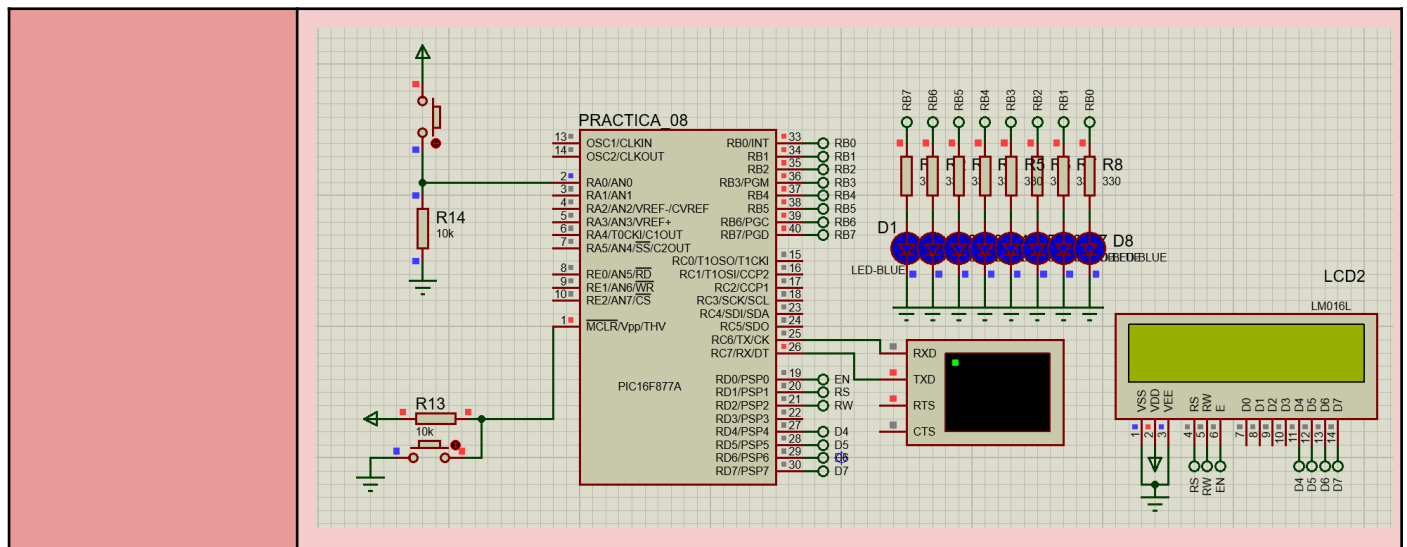 PRACTICA_08
13 OSC1/CLKIN RB0/INT 33 RB0
14 OSC2/CLKOUT RB1 34 RB1
RB2 35 RB2
2 RA0/AN0 RB3/PGM 36 RB3
3 RA1/AN1 RB4 37 RB4
4 RA2/AN2/VREF-/CVREF RB5 38 RB5
5 RA3/AN3/VREF+ RB6/PGC 39 RB6
6 RA4/T0CKI/C1OUT RB7/PGD 40 RB7
7 RA5/AN4/SS/C2OUT
RC0/T1OSO/T1CKI 15
8 RE0/AN5/RD RC1/T1OSI/CCP2 16
9 RE1/AN6/WR RC2/CCP1 17
10 RE2/AN7/CS RC3/SCK/SCL 18
RC4/SDI/SDA 23
1 MCLR/Vpp/THV RC5/SDO 24
RC6/TX/CK 25
RC7/RX/DT 26
RD0/PSP0 19 EN
PIC16F877A RD1/PSP1 20 RS
RD2/PSP2 21 RW
RD3/PSP3 22
RD4/PSP4 27 D4
RD5/PSP5 28 D5
RD6/PSP6 29 D6
RD7/PSP7 30 D7
R14
10k
R13
10k
RB7 RB6 RB5 RB4 RB3 RB2 RB1 RB0
R8
330
D1
LED-BLUE
D8
LED-BLUE
RXD
TXD
RTS
CTS
LCD2
LM016L
VSS VDD VEE RS RW E D0 D1 D2 D3 D4 D5 D6 D7
1 2 3 4 5 6 7 8 9 10 11 12 13 14
RS RW EN D4 D5 D6 D7